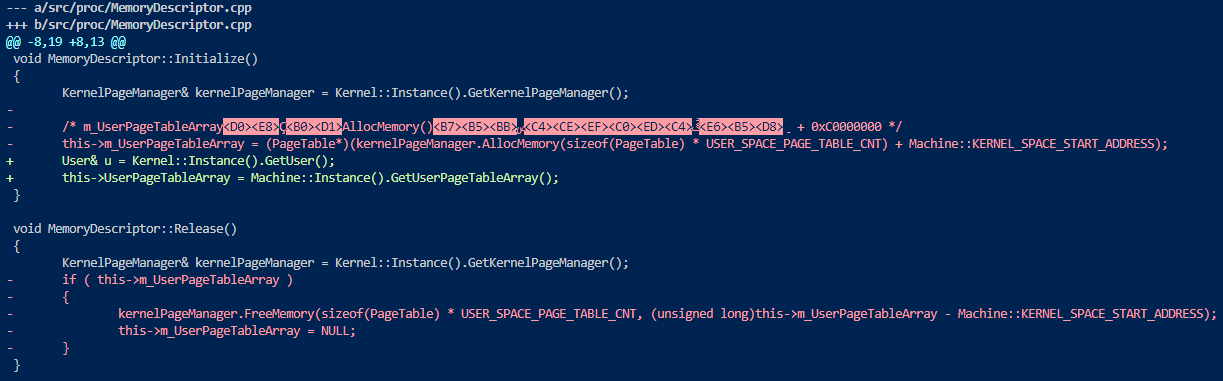 --- a/src/proc/MemoryDescriptor.cpp
+++ b/src/proc/MemoryDescriptor.cpp
@@ -8,19 +8,13 @@
 void MemoryDescriptor::Initialize()
 {
        KernelPageManager& kernelPageManager = Kernel::Instance().GetKernelPageManager();
-
-       /* m_UserPageTableArray<D0><E8>Ҫ<B0><D1>AllocMemory()<B7><B5><BB><C4><CE><EF><C0><ED><C4><E6><B5><D8> + 0xC0000000 */
-       this->m_UserPageTableArray = (PageTable*)(kernelPageManager.AllocMemory(sizeof(PageTable) * USER_SPACE_PAGE_TABLE_CNT) + Machine::KERNEL_SPACE_START_ADDRESS);
+       User& u = Kernel::Instance().GetUser();
+       this->UserPageTableArray = Machine::Instance().GetUserPageTableArray();
 }

 void MemoryDescriptor::Release()
 {
        KernelPageManager& kernelPageManager = Kernel::Instance().GetKernelPageManager();
-       if ( this->m_UserPageTableArray )
-       {
-               kernelPageManager.FreeMemory(sizeof(PageTable) * USER_SPACE_PAGE_TABLE_CNT, (unsigned long)this->m_UserPageTableArray - Machine::KERNEL_SPACE_START_ADDRESS);
-               this->m_UserPageTableArray = NULL;
-       }
 }